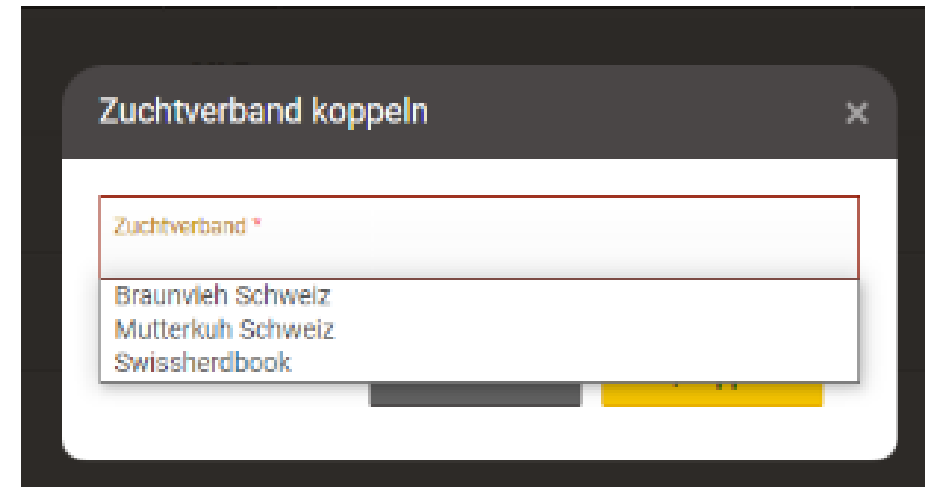 Zuchtverband koppeln
×
Zuchtverband *
Braunvieh Schweiz
Mutterkuh Schweiz
Swissherdbook